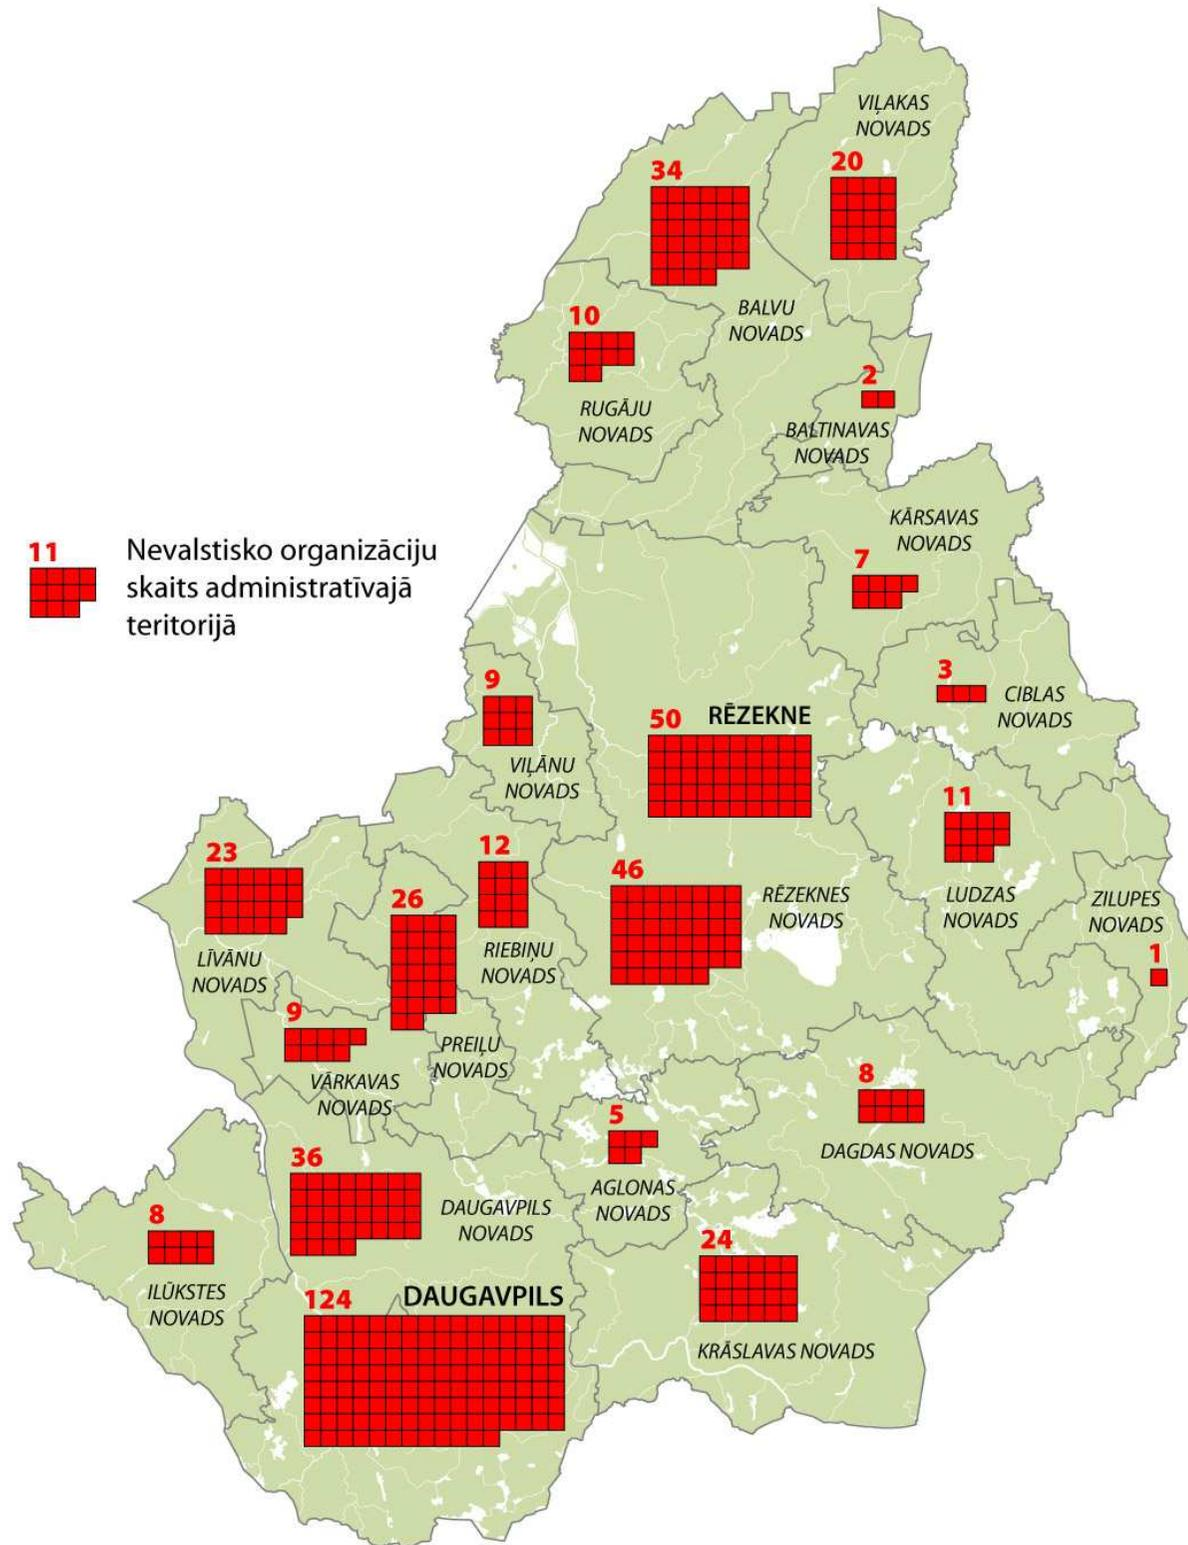 VIĻAKAS
NOVADS
20
34
BALVU
NOVADS
10
RUGĀJU
NOVADS
2
BALTINAVAS
NOVADS
KĀRSAVAS
NOVADS
7
11
Nevalstisko organizāciju
skaits administratīvajā
teritorijā
3
CIBLAS
NOVADS
9
VIĻĀNU
NOVADS
50
RĒZEKNE
11
LUDZAS
NOVADS
ZILUPES
NOVADS
1
23
LĪVĀNU
NOVADS
12
RIEBIŅU
NOVADS
46
RĒZEKNES
NOVADS
26
PREIĻU
NOVADS
9
VĀRKAVAS
NOVADS
8
DAGDAS NOVADS
5
AGLONAS
NOVADS
36
DAUGAVPILS
NOVADS
8
ILŪKSTES
NOVADS
24
KRĀSLAVAS NOVADS
124
DAUGAVPILS